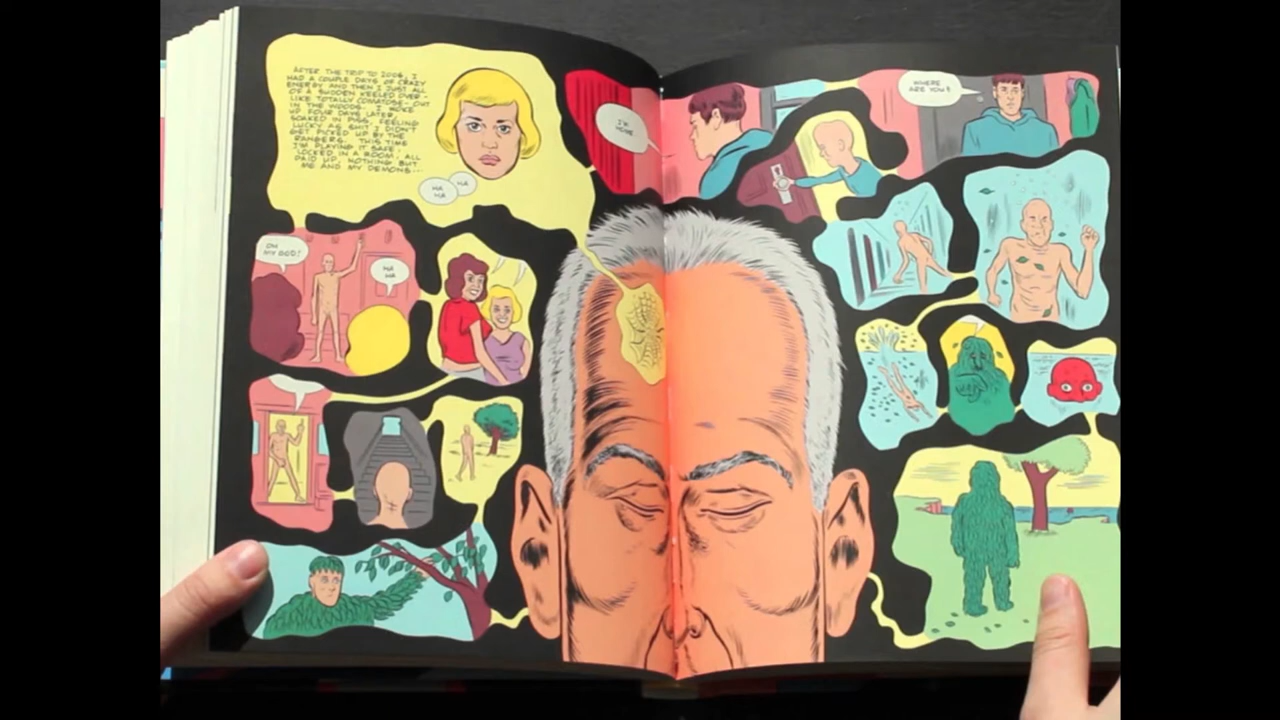 AFTER THE TRIP TO 2006, I
HAD A COUPLE DAYS OF CRAZY
ENERGY AND THEN I JUST ALL
OF A SUDDEN KEELED OVER -
LIKE TOTALLY COMATOSE - OUT
IN THE WOODS. I WOKE
UP FOUR DAYS LATER,
SOAKED IN PISS, FEELING
LUCKY AS SHIT I DIDN'T
GET PICKED UP BY THE
RANGERS. THIS TIME
I'M PLAYING IT SAFE.
LOCKED IN A ROOM, ALL
PAID UP, NOTHING BUT
ME AND MY DEMONS...
HA
HA
HA
I'M
HOME
WHERE
ARE YOU?
OH
MY GOD!
HA
HA